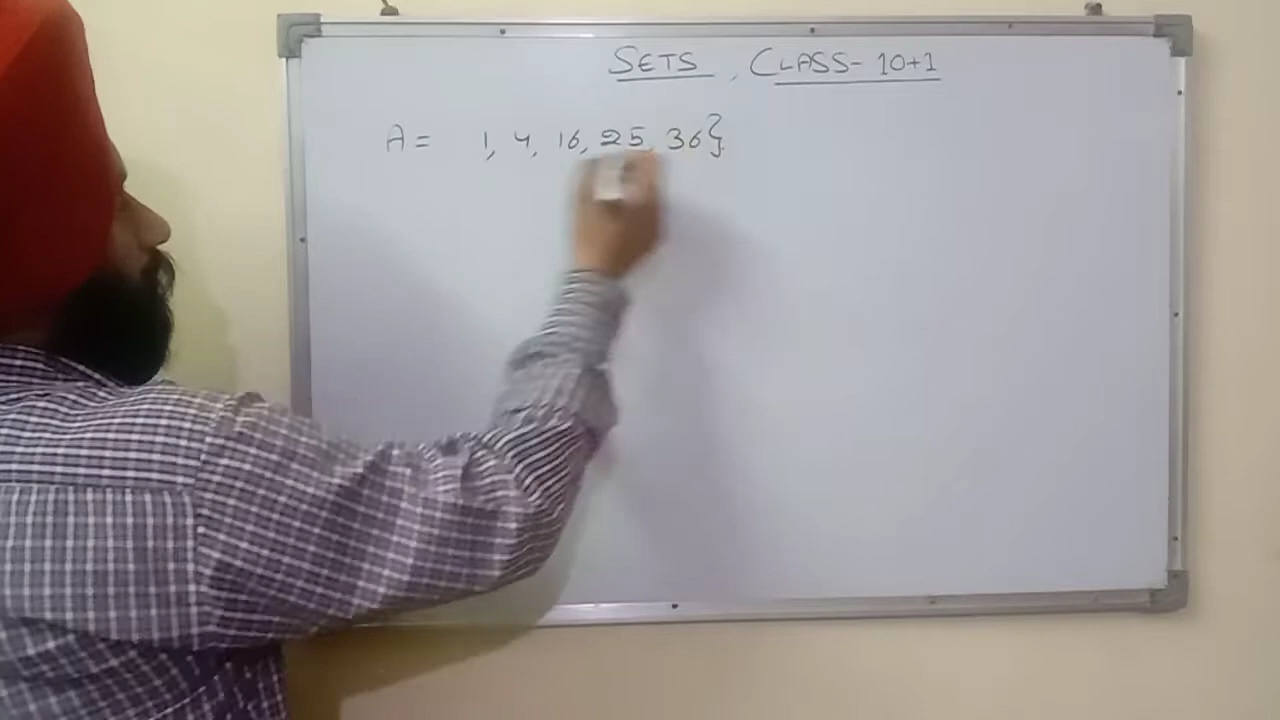 SETS, CLASS-10+1
A = 1, 4, 16, 25, 36}